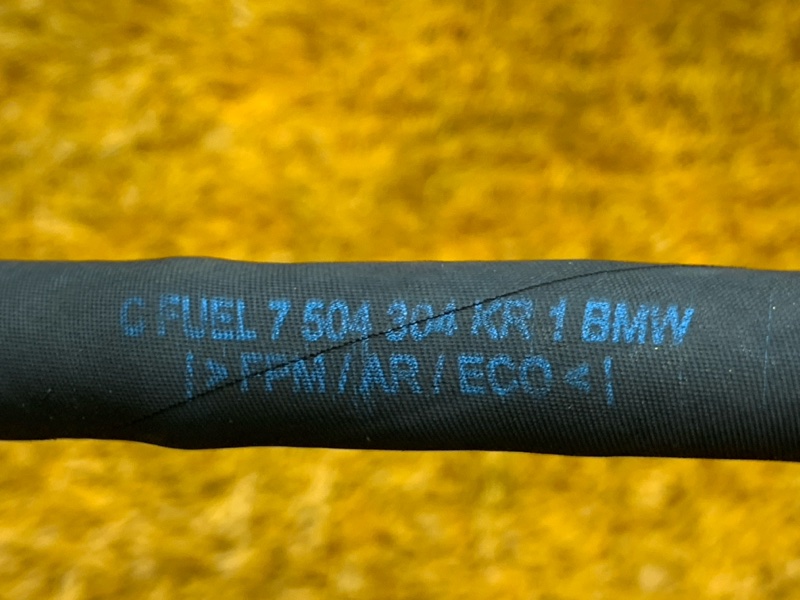 C FUEL 7 504 304 KR 1 BMW
| > FPM / AR / ECO < |